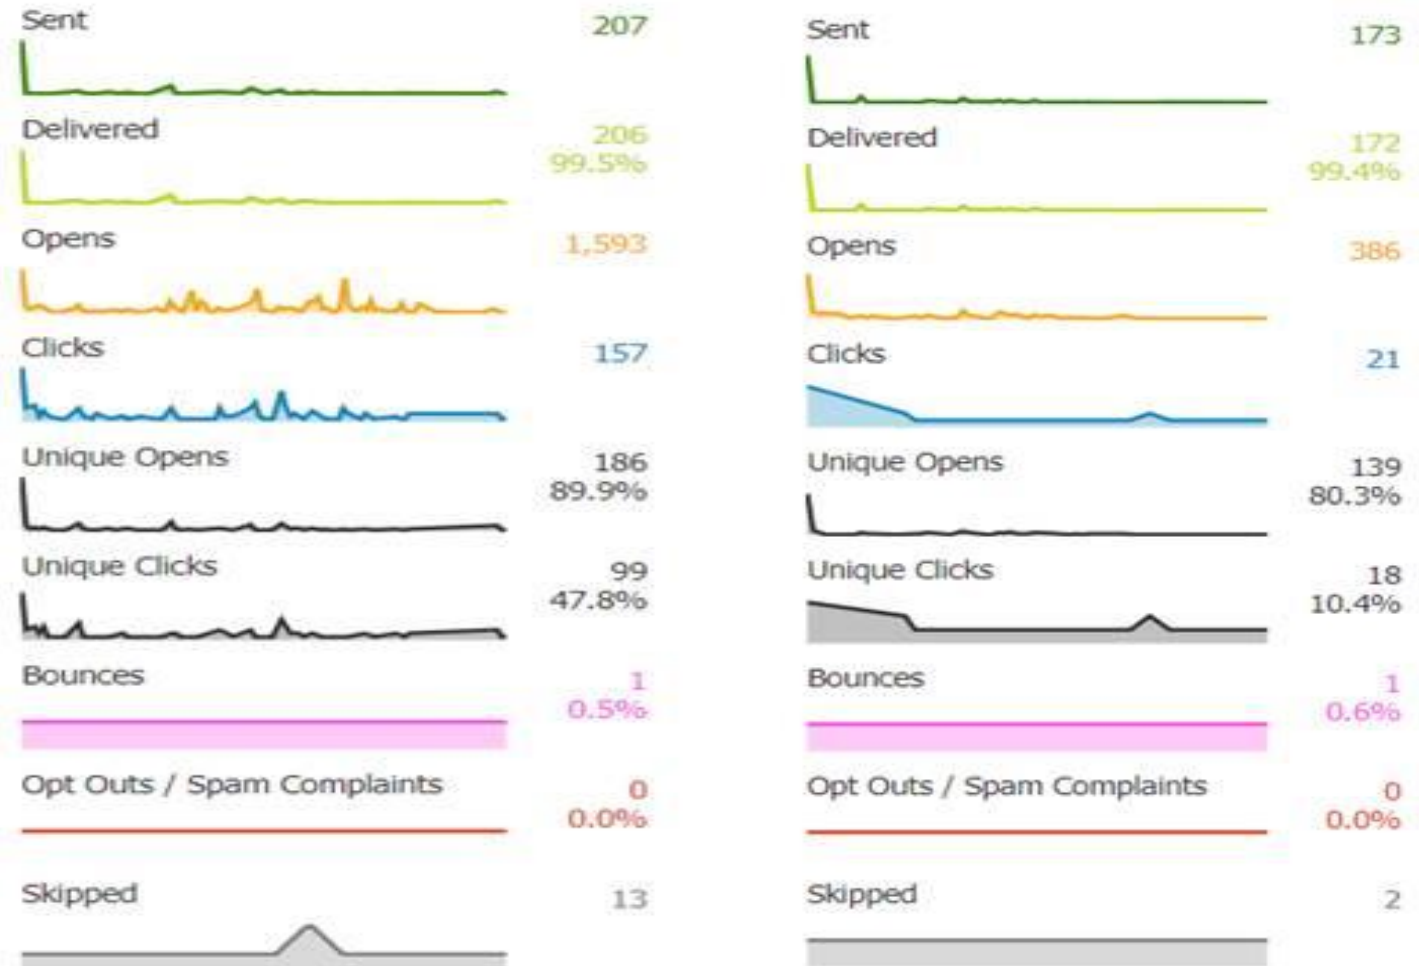 Sent
207
Delivered
206
99.5%
Opens
1,593
Clicks
157
Unique Opens
186
89.9%
Unique Clicks
99
47.8%
Bounces
1
0.5%
Opt Outs / Spam Complaints
0
0.0%
Skipped
13
Sent
173
Delivered
172
99.4%
Opens
386
Clicks
21
Unique Opens
139
80.3%
Unique Clicks
18
10.4%
Bounces
1
0.6%
Opt Outs / Spam Complaints
0
0.0%
Skipped
2